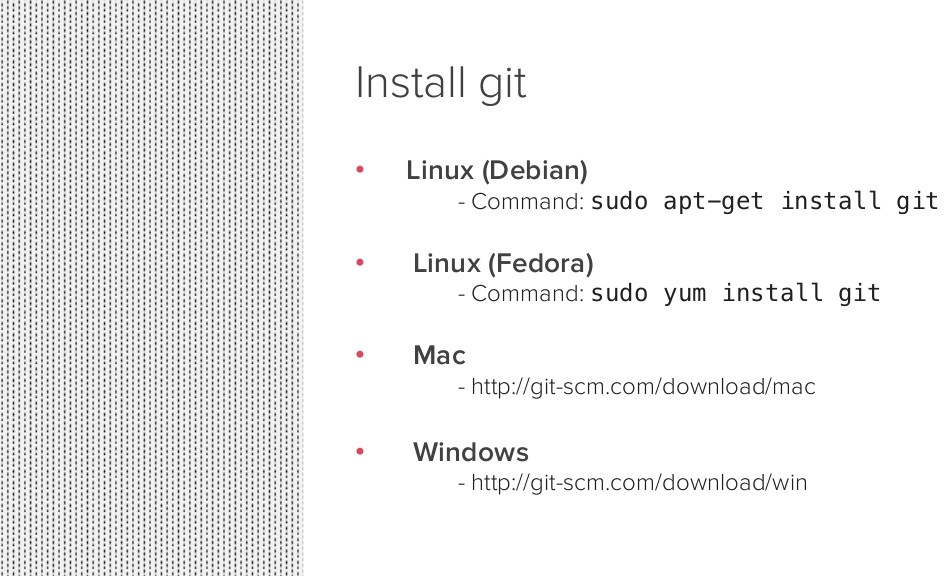 Install git
• Linux (Debian)
- Command: sudo apt-get install git
• Linux (Fedora)
- Command: sudo yum install git
• Mac
- http://git-scm.com/download/mac
• Windows
- http://git-scm.com/download/win